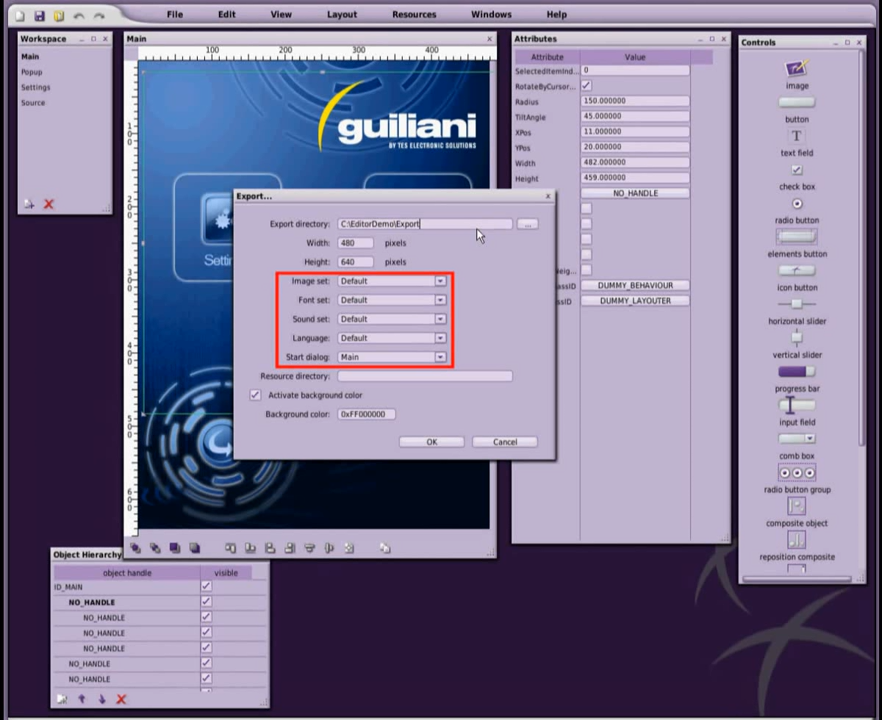 File Edit View Layout Resources Windows Help
Workspace
Main
Popup
Settings
Source
Main
100 200 300 400
guiliani
BY TES ELECTRONIC SOLUTIONS
Export...
Export directory: C:\EditorDemo\Export ...
Width: 480 pixels
Height: 640 pixels
Image set: Default
Font set: Default
Sound set: Default
Language: Default
Start dialog: Main
Resource directory:
Activate background color
Background color: 0xFF000000
OK Cancel
Attributes
Attribute Value
SelectedItemInd... 0
RotateByCursor...
Radius 150.000000
TiltAngle 45.000000
XPos 11.000000
YPos 20.000000
Width 482.000000
Height 459.000000
NO_HANDLE
DUMMY_BEHAVIOUR
DUMMY_LAYOUTER
Controls
image
button
T
text field
check box
radio button
elements button
icon button
horizontal slider
vertical slider
progress bar
input field
comb box
radio button group
composite object
reposition composite
Object Hierarchy
object handle visible
ID_MAIN
NO_HANDLE
NO_HANDLE
NO_HANDLE
NO_HANDLE
NO_HANDLE
NO_HANDLE